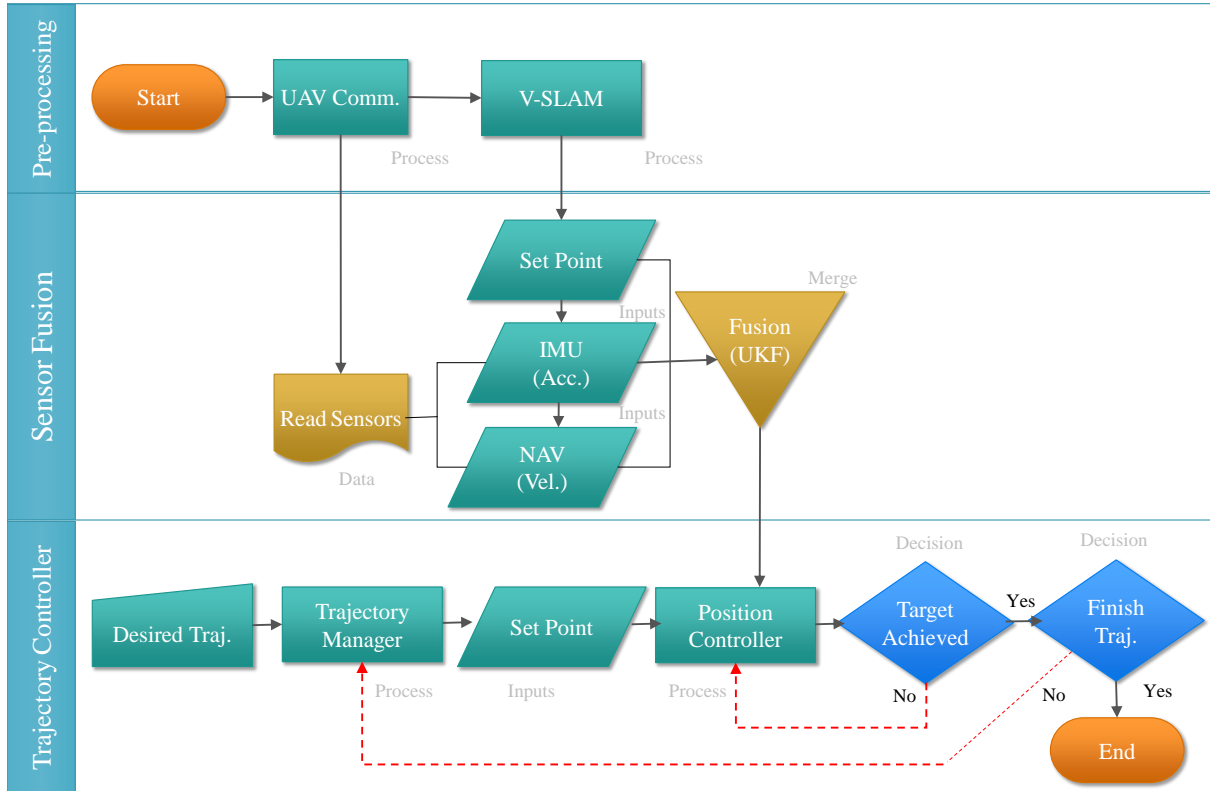 Pre-processing
Start
UAV Comm.
V-SLAM
Process
Process
Sensor Fusion
Set Point
Merge
Inputs
Fusion
(UKF)
IMU
(Acc.)
Read Sensors
Inputs
NAV
(Vel.)
Data
Trajectory Controller
Decision
Decision
Desired Traj.
Trajectory
Manager
Set Point
Position
Controller
Target
Achieved
Yes
Finish
Traj.
Process
Inputs
Process
No
No
Yes
End